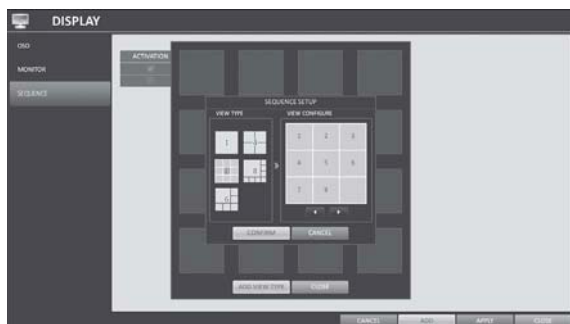 DISPLAY
OSD
MONITOR
SEQUENCE
ACTIVATION
SEQUENCE SETUP
VIEW TYPE
VIEW CONFIGURE
1
1 2 3
4 5 6
7 8
CONFIRM CANCEL
ADD VIEW TYPE CLOSE
CANCEL ADD APPLY CLOSE